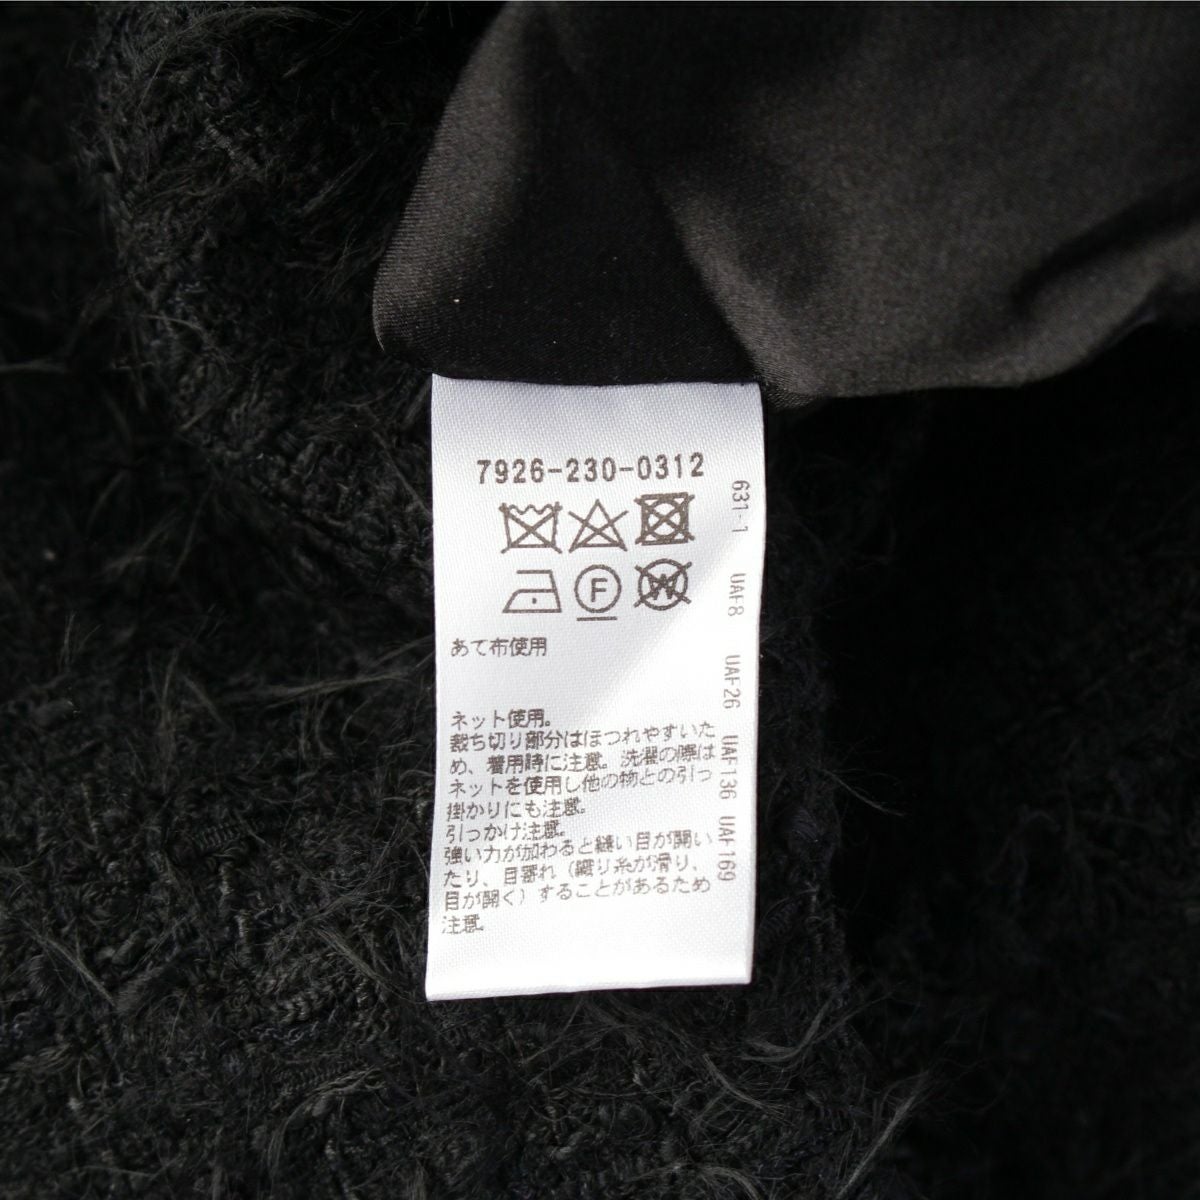 7926-230-0312
F
W
あて布使用
ネット使用。
裁ち切り部分はほつれやすいた
め、着用時に注意。洗濯の際は
ネットを使用し他の物との引っ
掛かりにも注意。
引っかけ注意。
強い力が加わると縫い目が開い
たり、目寄れ（織り糸が滑り、
目が開く）することがあるため
注意。
631-1 UAF8 UAF26 UAF136 UAF169